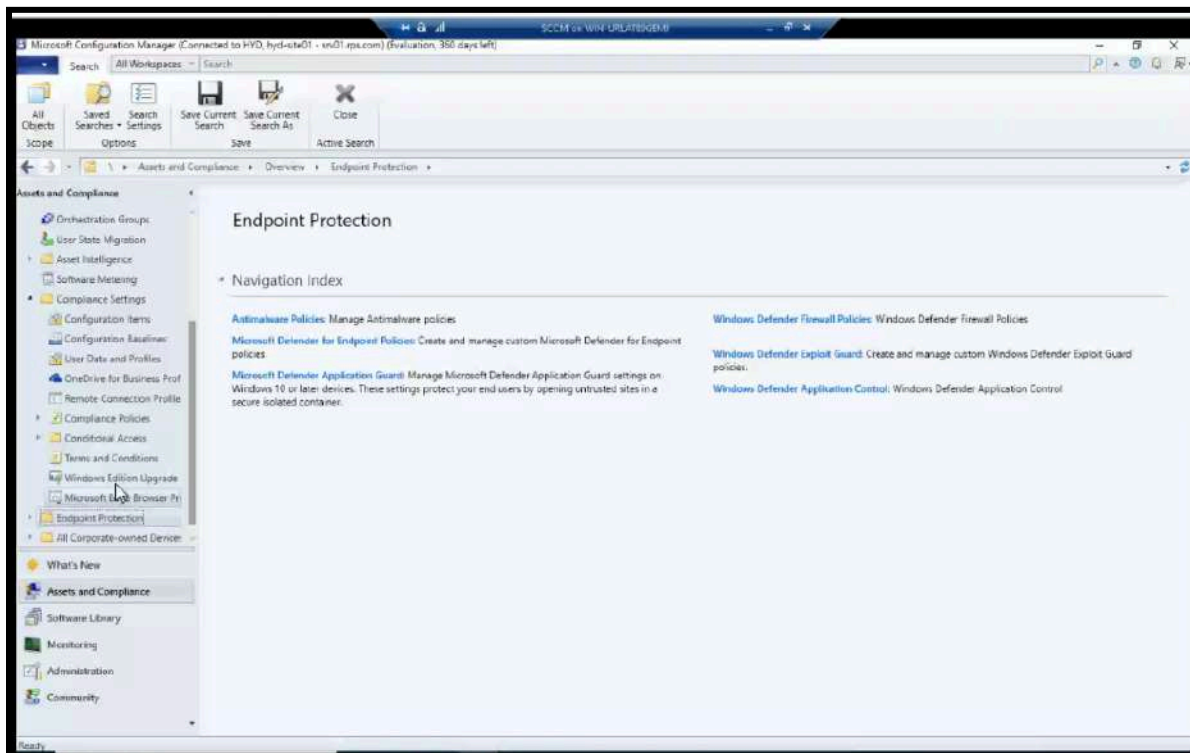 SCCM on WIN-URLAT89GEM8
Microsoft Configuration Manager (Connected to HYD, hyd-site01 - srv01.rps.com) (Evaluation, 360 days left)
Search All Workspaces Search
All Objects
Saved Searches
Search Settings
Save Current Search
Save Current Search As
Close
Scope Options Save Active Search
\ Assets and Compliance Overview Endpoint Protection
Assets and Compliance
Orchestration Groups
User State Migration
Asset Intelligence
Software Metering
Compliance Settings
Configuration Items
Configuration Baselines
User Data and Profiles
OneDrive for Business Prof
Remote Connection Profile
Compliance Policies
Conditional Access
Terms and Conditions
Windows Edition Upgrade
Microsoft Edge Browser Pr
Endpoint Protection
All Corporate-owned Devices
What's New
Assets and Compliance
Software Library
Monitoring
Administration
Community
Endpoint Protection
Navigation Index
Antimalware Policies: Manage Antimalware policies
Microsoft Defender for Endpoint Policies: Create and manage custom Microsoft Defender for Endpoint
policies
Microsoft Defender Application Guard: Manage Microsoft Defender Application Guard settings on
Windows 10 or later devices. These settings protect your end users by opening untrusted sites in a
secure isolated container.
Windows Defender Firewall Policies: Windows Defender Firewall Policies
Windows Defender Exploit Guard: Create and manage custom Windows Defender Exploit Guard
policies.
Windows Defender Application Control: Windows Defender Application Control
Ready